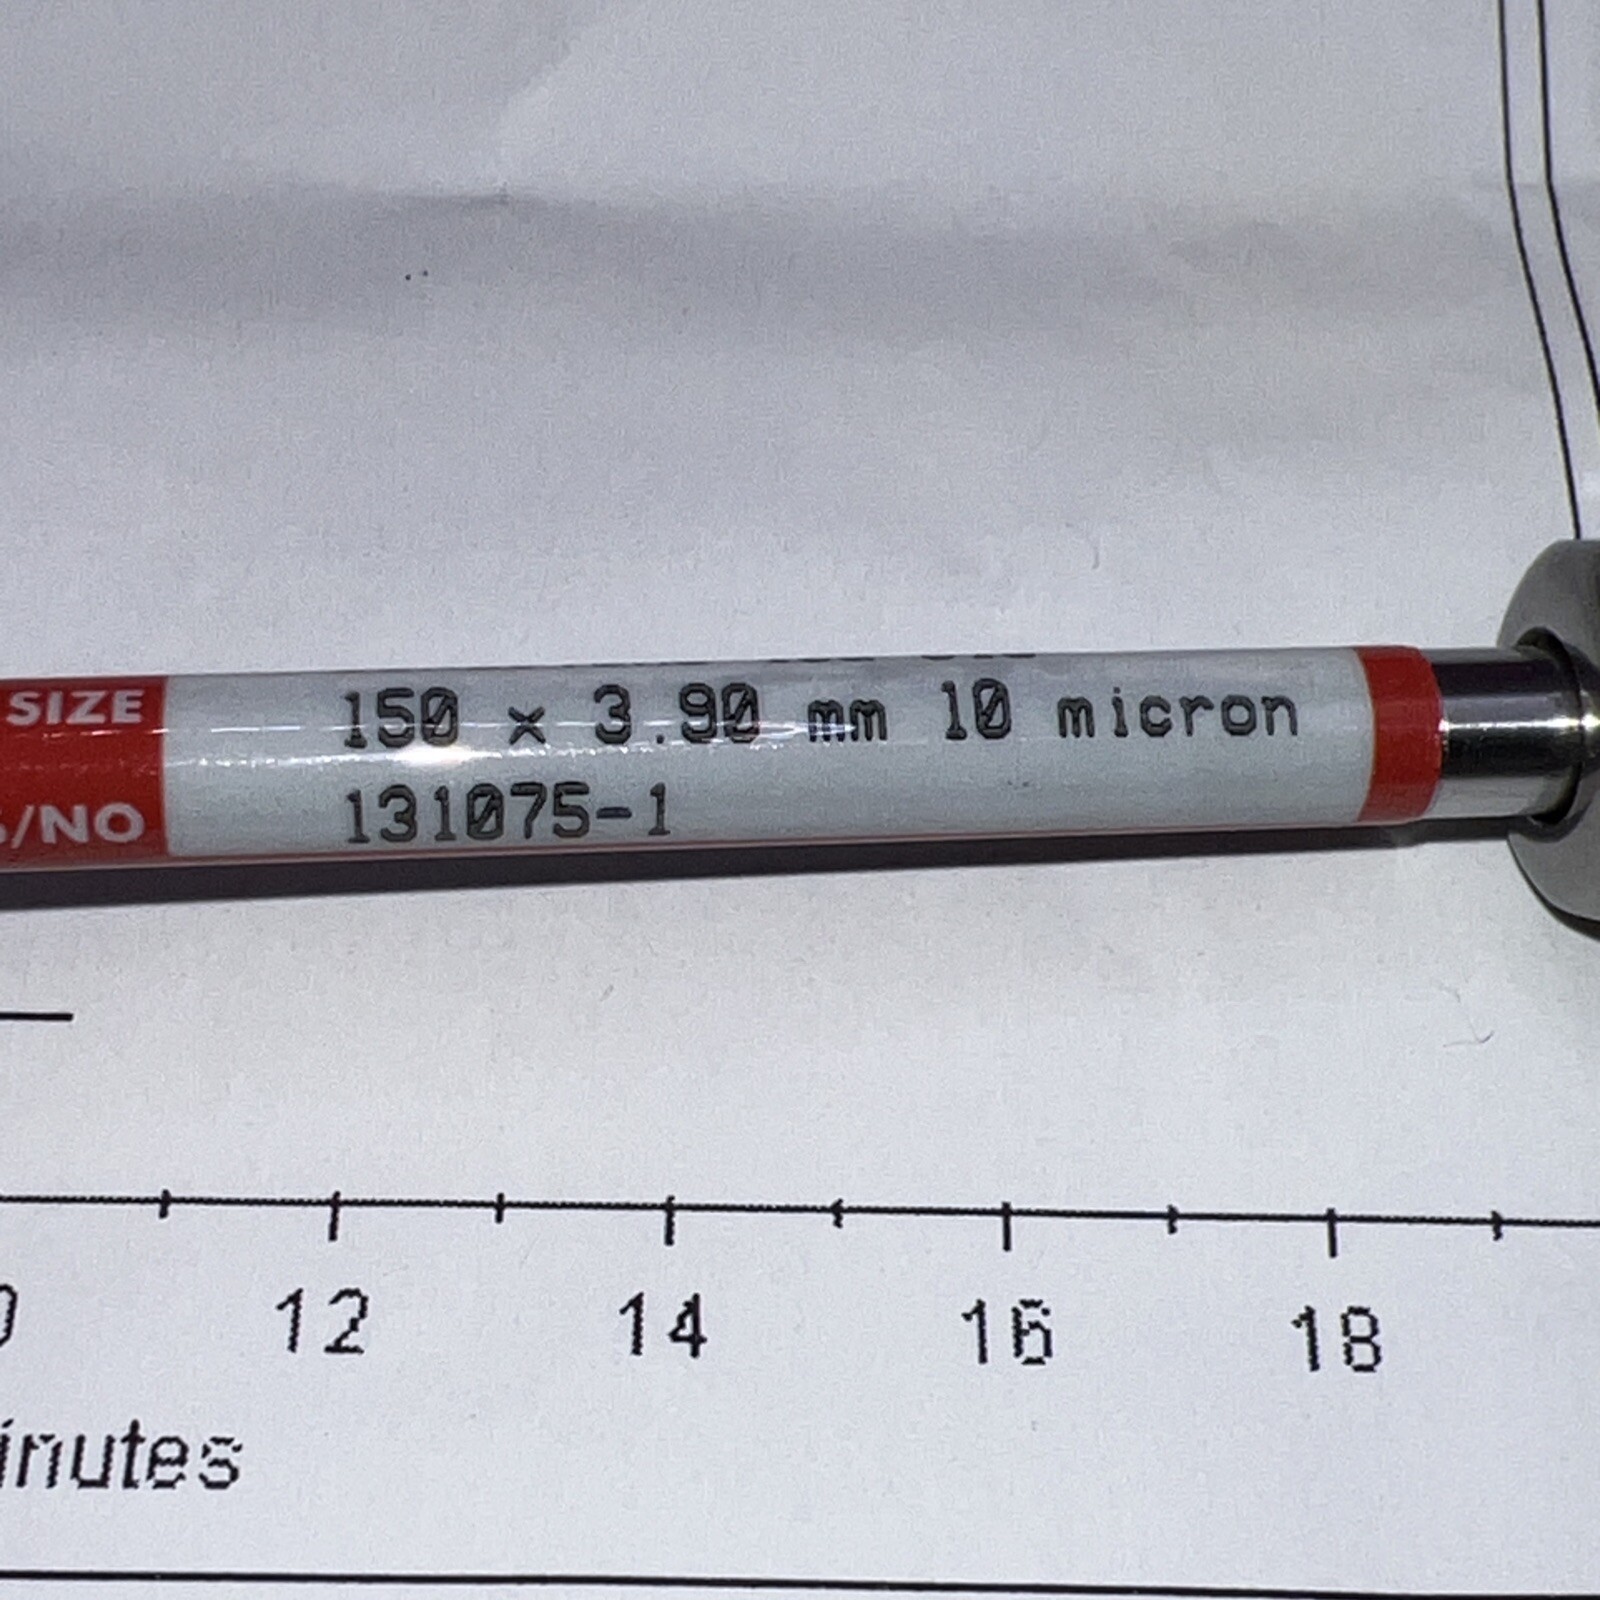 SIZE 150 x 3.90 mm 10 micron
/NO 131075-1
12 14 16 18
inutes